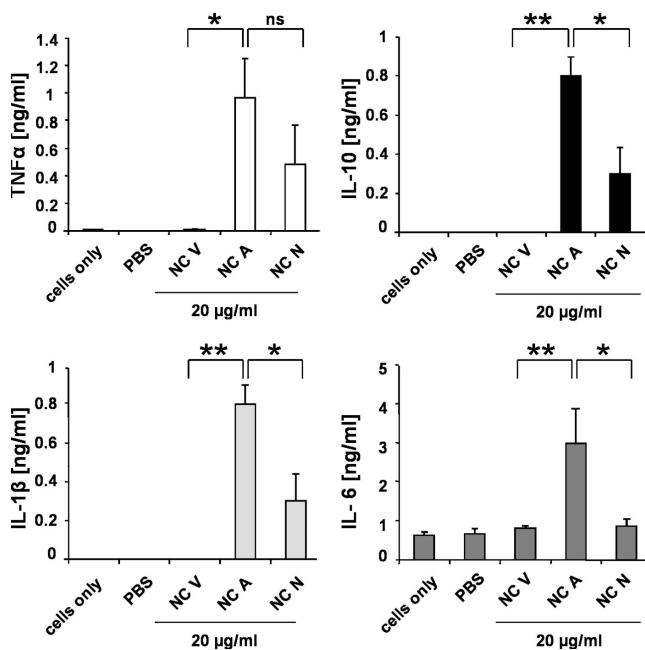 * ns
TNFα [ng/ml]
1.4
1.2
1
0.8
0.6
0.4
0.2
0
cells only PBS NC V NC A NC N
20 µg/ml
** *
IL-10 [ng/ml]
1
0.8
0.6
0.4
0.2
0
cells only PBS NC V NC A NC N
20 µg/ml
** *
IL-1β [ng/ml]
1
0.8
0.6
0.4
0.2
0
cells only PBS NC V NC A NC N
20 µg/ml
** *
IL- 6 [ng/ml]
5
4
3
2
1
0
cells only PBS NC V NC A NC N
20 µg/ml